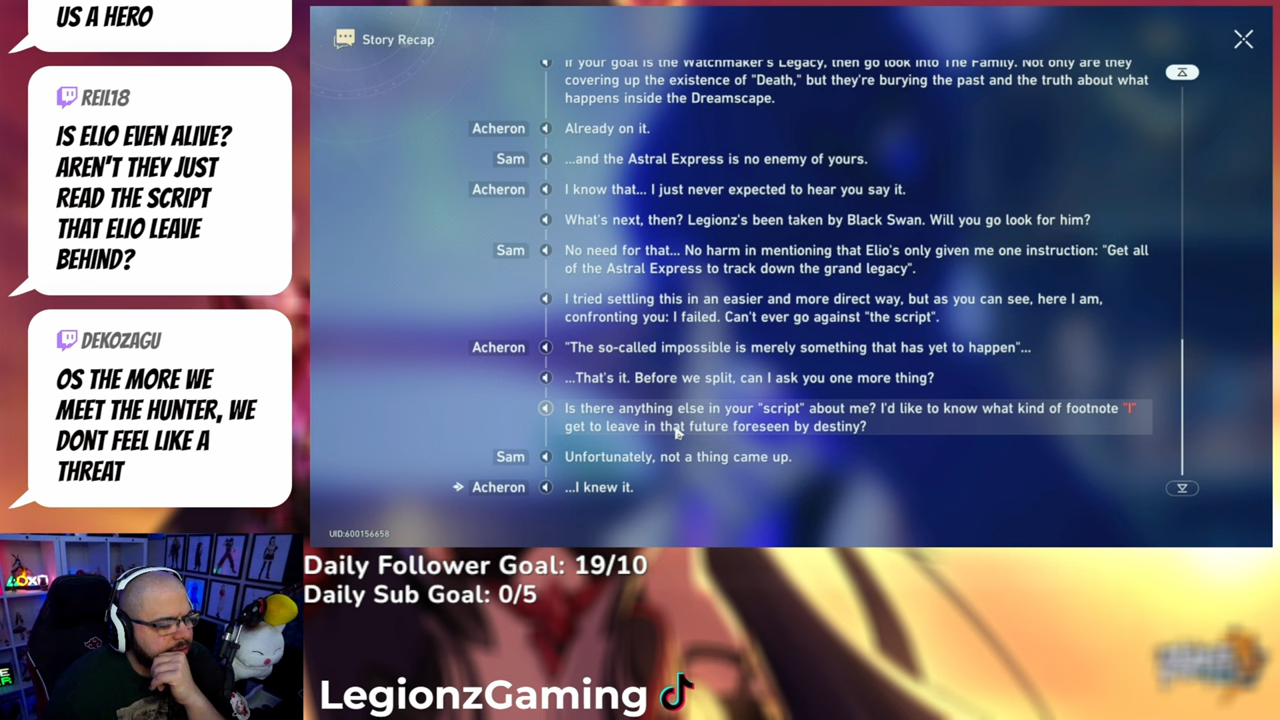 US A HERO
REIL18
IS ELIO EVEN ALIVE?
AREN'T THEY JUST
READ THE SCRIPT
THAT ELIO LEAVE
BEHIND?
DEKOZAGU
OS THE MORE WE
MEET THE HUNTER, WE
DONT FEEL LIKE A
THREAT
Story Recap
If your goal is the Watchmaker's Legacy, then go look into The Family. Not only are they
covering up the existence of "Death," but they're burying the past and the truth about what
happens inside the Dreamscape.
Acheron Already on it.
Sam ...and the Astral Express is no enemy of yours.
Acheron I know that... I just never expected to hear you say it.
What's next, then? Legionz's been taken by Black Swan. Will you go look for him?
Sam No need for that... No harm in mentioning that Elio's only given me one instruction: "Get all
of the Astral Express to track down the grand legacy".
I tried settling this in an easier and more direct way, but as you can see, here I am,
confronting you: I failed. Can't ever go against "the script".
Acheron "The so-called impossible is merely something that has yet to happen"...
...That's it. Before we split, can I ask you one more thing?
Is there anything else in your "script" about me? I'd like to know what kind of footnote "I"
get to leave in that future foreseen by destiny?
Sam Unfortunately, not a thing came up.
Acheron ...I knew it.
UID:600156658
Daily Follower Goal: 19/10
Daily Sub Goal: 0/5
LegionzGaming